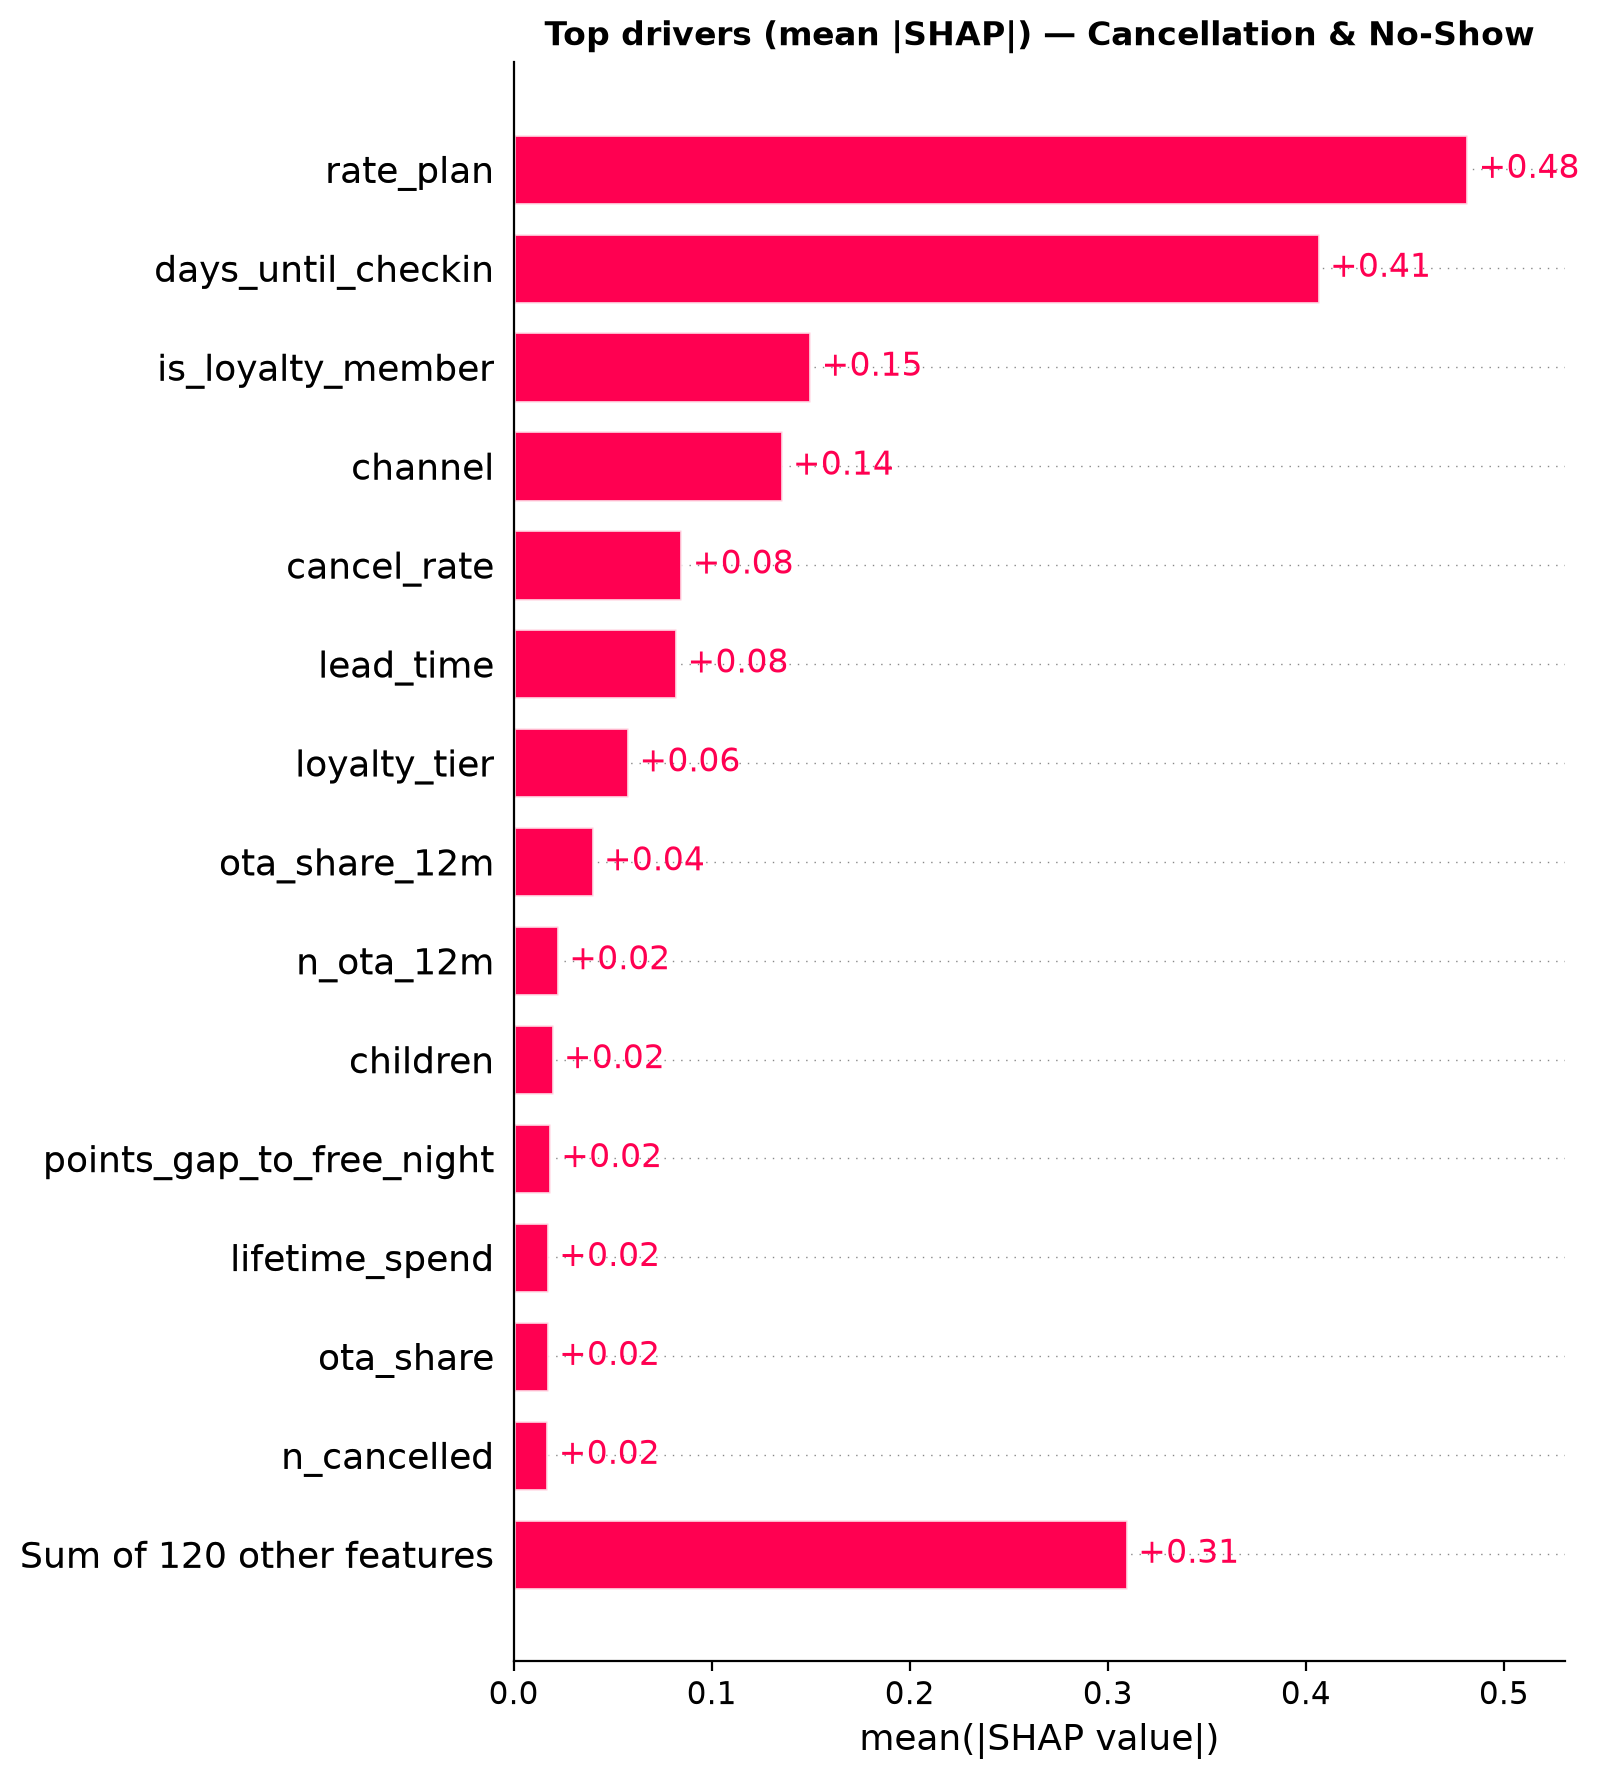 Top drivers (mean |SHAP|) — Cancellation & No-Show
rate_plan +0.48
days_until_checkin +0.41
is_loyalty_member +0.15
channel +0.14
cancel_rate +0.08
lead_time +0.08
loyalty_tier +0.06
ota_share_12m +0.04
n_ota_12m +0.02
children +0.02
points_gap_to_free_night +0.02
lifetime_spend +0.02
ota_share +0.02
n_cancelled +0.02
Sum of 120 other features +0.31
0.0 0.1 0.2 0.3 0.4 0.5
mean(|SHAP value|)